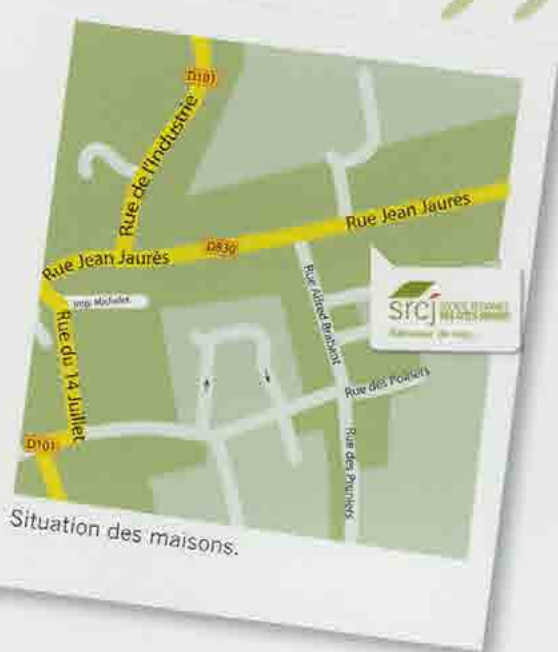 D101
Rue de l'Industrie
Rue Jean Jaurès
D930
Rue Jean Jaurès
Imp. Michelet
Rue du 14 Juillet
Rue Alfred Brabant
srcj
Rue des Poiriers
Rue des Pruniers
D101
Situation des maisons.